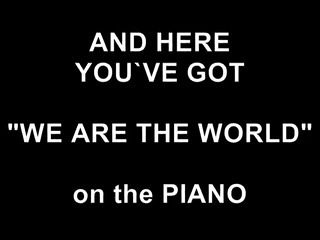 AND HERE
YOU`VE GOT
"WE ARE THE WORLD"
on the PIANO